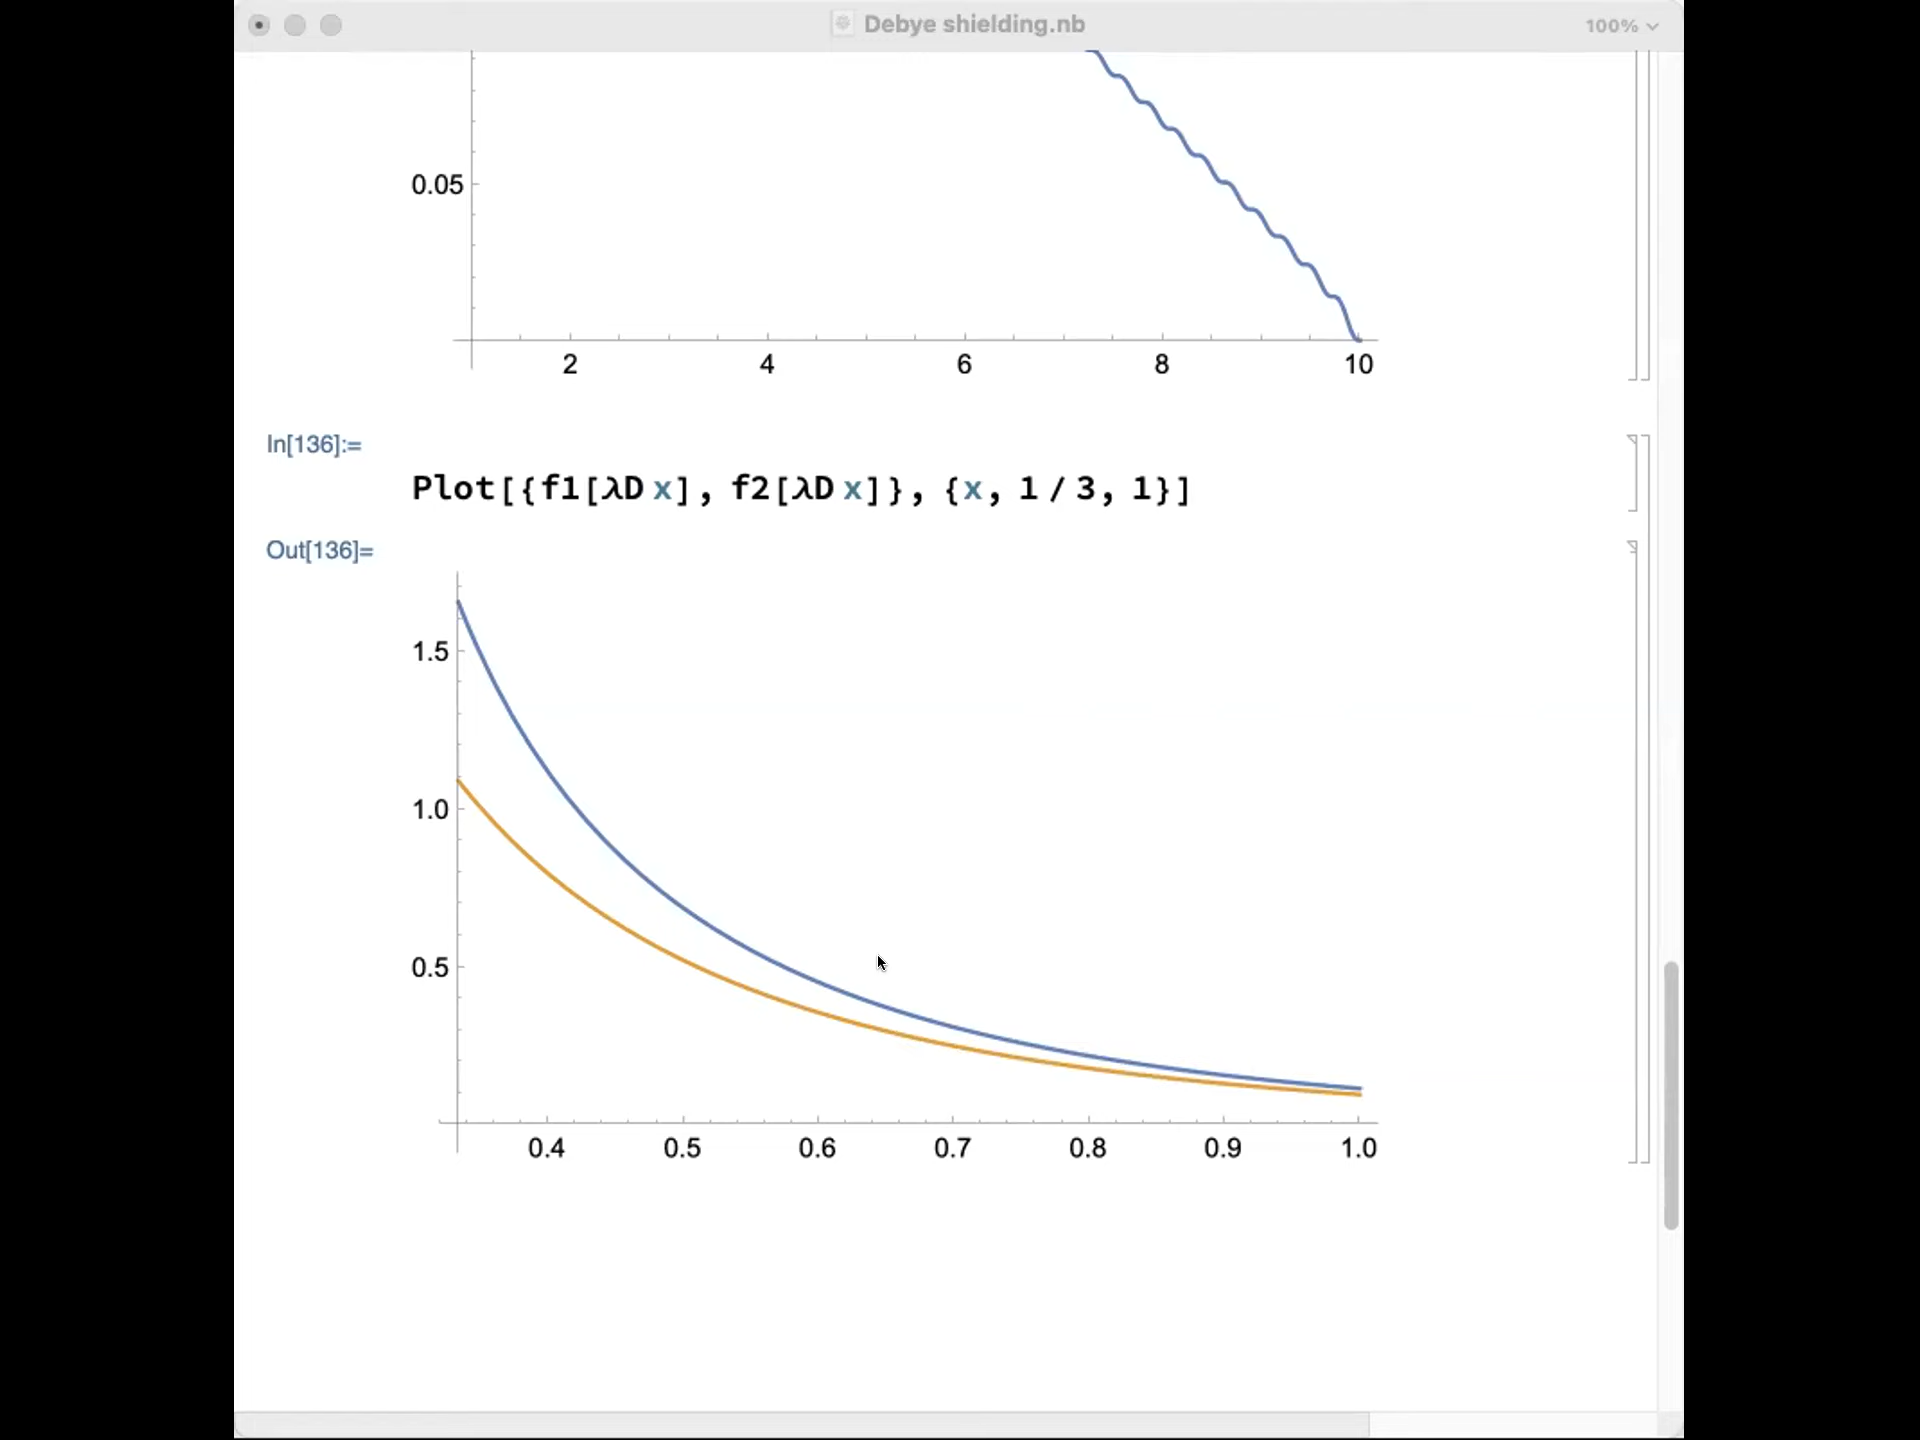 Debye shielding.nb
100%
0.05
2 4 6 8 10
In[136]:=
Plot[{f1[λD x], f2[λD x]}, {x, 1 / 3, 1}]
Out[136]=
1.5
1.0
0.5
0.4 0.5 0.6 0.7 0.8 0.9 1.0